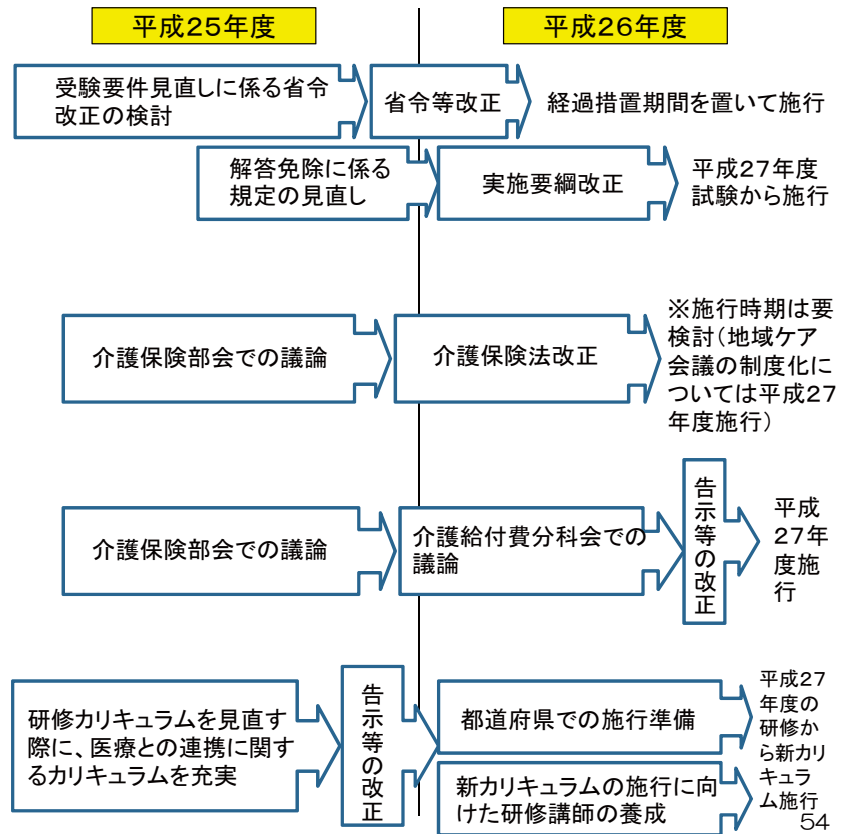 平成25年度
平成26年度
受験要件見直しに係る省令
改正の検討
省令等改正
経過措置期間を置いて施行
解答免除に係る
規定の見直し
実施要綱改正
平成27年度
試験から施行
介護保険部会での議論
介護保険法改正
※施行時期は要
検討(地域ケア
会議の制度化に
ついては平成27
年度施行)
介護保険部会での議論
介護給付費分科会での
議論
告示等の改正
平成
27年
度施
行
研修カリキュラムを見直す
際に、医療との連携に関す
るカリキュラムを充実
告示等の改正
都道府県での施行準備
新カリキュラムの施行に向
けた研修講師の養成
平成27
年度の
研修か
ら新カリ
キュラ
ム施行
54